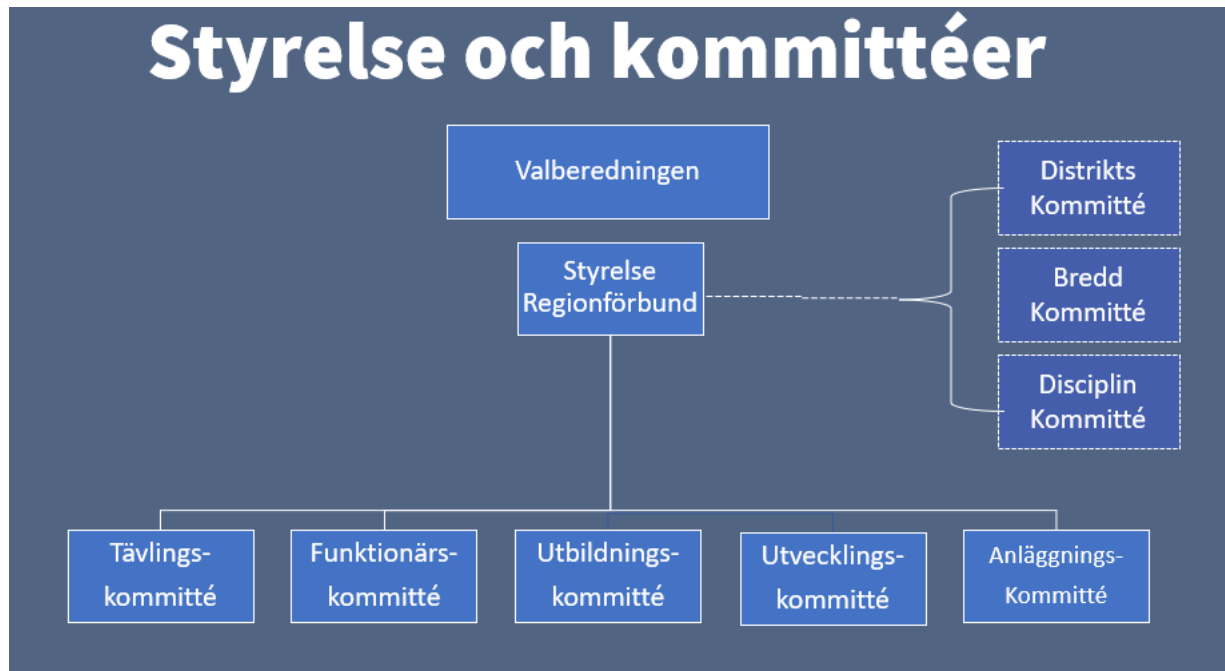 Styrelse och kommittéer
Valberedningen
Styrelse
Regionförbund
Distrikts
Kommitté
Bredd
Kommitté
Disciplin
Kommitté
Tävlings-
kommitté
Funktionärs-
kommitté
Utbildnings-
kommitté
Utvecklings-
kommitté
Anläggnings-
Kommitté